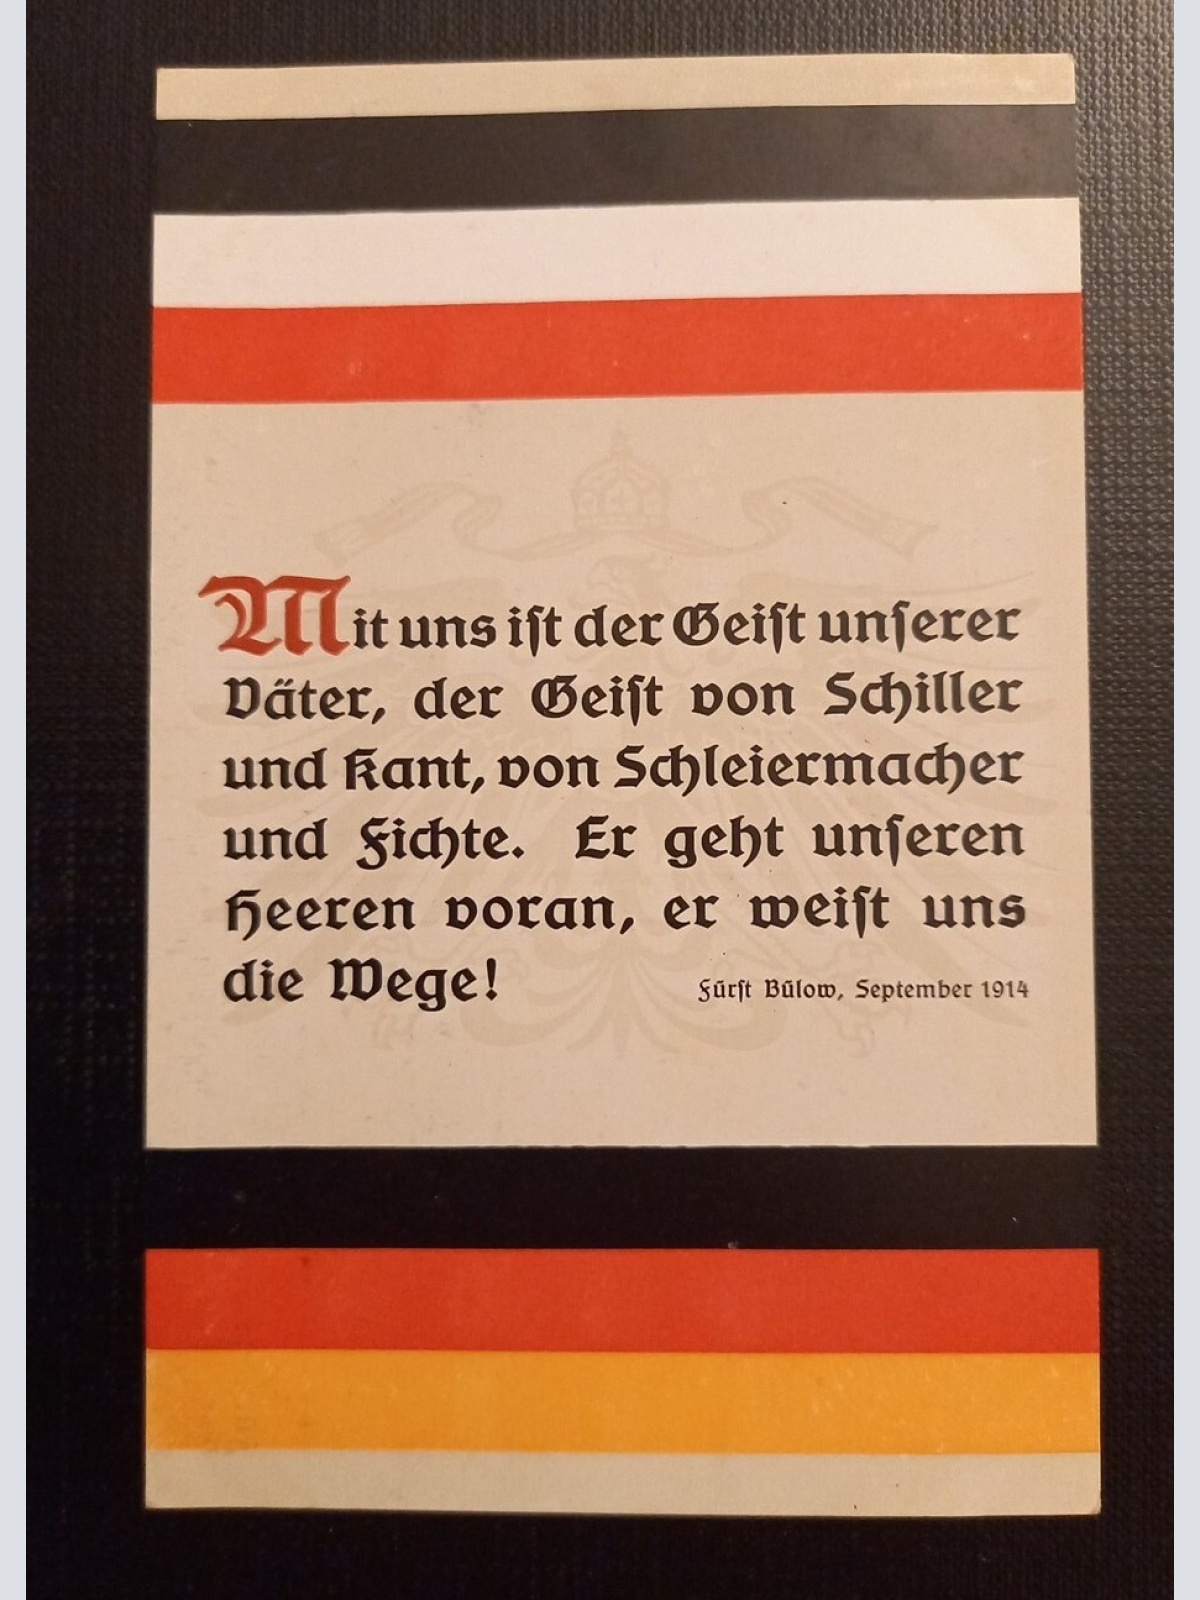 Mit uns iſt der Geiſt unſerer
Väter, der Geiſt von Schiller
und Kant, von Schleiermacher
und Fichte. Er geht unſeren
Heeren voran, er weiſt uns
die Wege!
Fürſt Bülow, September 1914